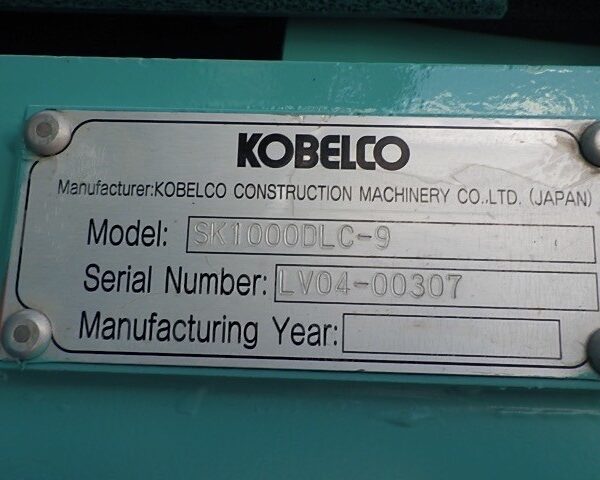 KOBELCO
Manufacturer:KOBELCO CONSTRUCTION MACHINERY CO.,LTD. (JAPAN)
Model: SK1000DLC-9
Serial Number: LV04-00307
Manufacturing Year: